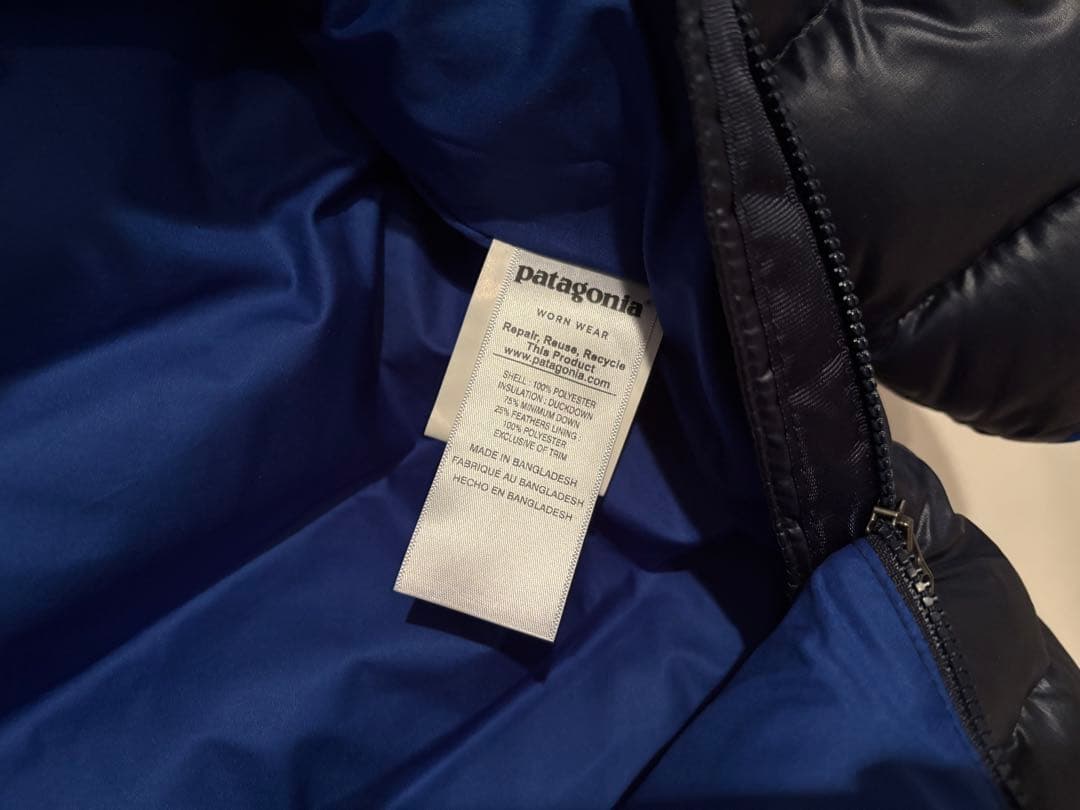 patagonia®
WORN WEAR
Repair, Reuse, Recycle
This Product
www.patagonia.com
SHELL : 100% POLYESTER
INSULATION : DUCKDOWN
75% MINIMUM DOWN
25% FEATHERS LINING :
100% POLYESTER
EXCLUSIVE OF TRIM
MADE IN BANGLADESH
FABRIQUÉ AU BANGLADESH
HECHO EN BANGLADESH